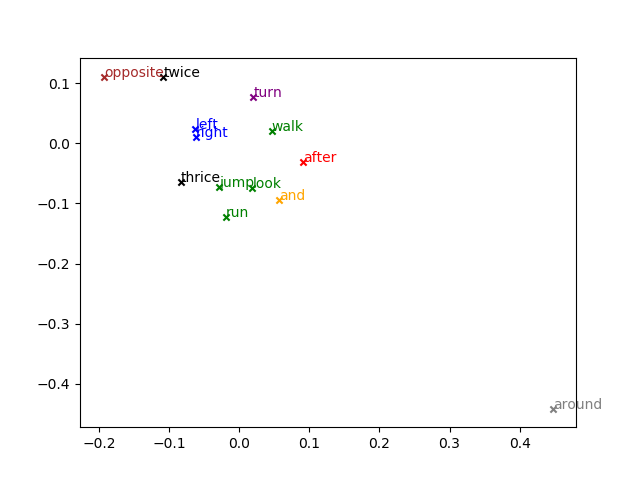 0.1
0.0
−0.1
−0.2
−0.3
−0.4
−0.2
−0.1
0.0
0.1
0.2
0.3
0.4
opposite
twice
turn
left
right
walk
after
thrice
jump
look
and
run
around